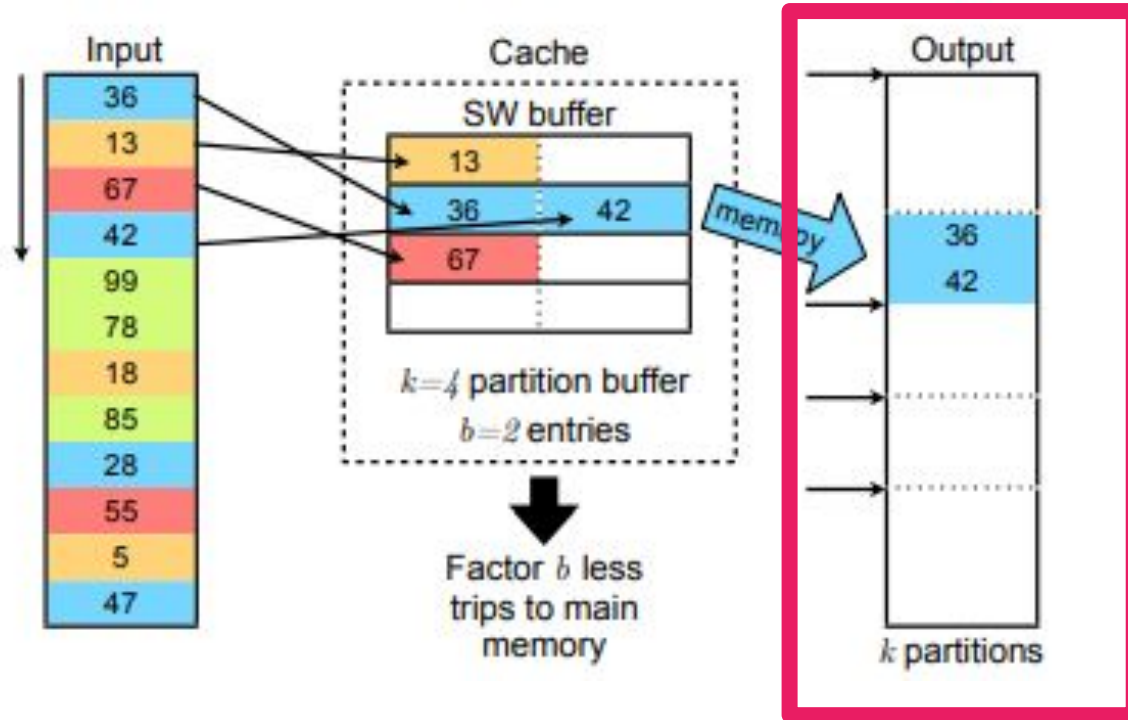 Input
36
13
67
42
99
78
18
85
28
55
5
47
Cache
SW buffer
13
36 42
67
k=4 partition buffer
b=2 entries
Factor b less
trips to main
memory
memcpy
Output
36
42
k partitions